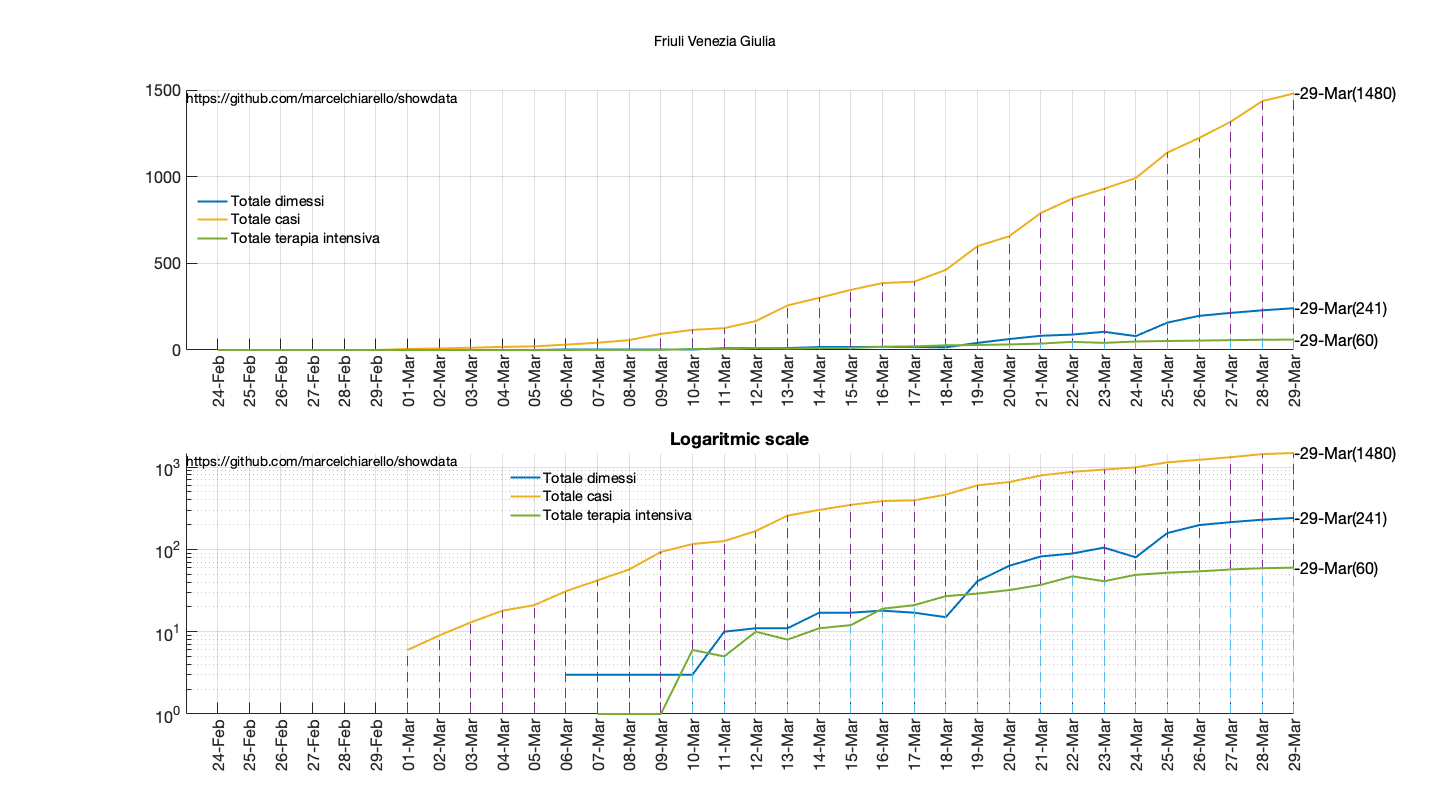 Friuli Venezia Giulia
1500
https://github.com/marcelchiarello/showdata
-29-Mar(1480)
1000
Totale dimessi
Totale casi
Totale terapia intensiva
500
-29-Mar(241)
-29-Mar(60)
0
24-Feb
25-Feb
26-Feb
27-Feb
28-Feb
29-Feb
01-Mar
02-Mar
03-Mar
04-Mar
05-Mar
06-Mar
07-Mar
08-Mar
09-Mar
10-Mar
11-Mar
12-Mar
13-Mar
14-Mar
15-Mar
16-Mar
17-Mar
18-Mar
19-Mar
20-Mar
21-Mar
22-Mar
23-Mar
24-Mar
25-Mar
26-Mar
27-Mar
28-Mar
29-Mar
Logaritmic scale
https://github.com/marcelchiarello/showdata
-29-Mar(1480)
10³
Totale dimessi
Totale casi
Totale terapia intensiva
-29-Mar(241)
10²
-29-Mar(60)
10¹
10⁰
24-Feb
25-Feb
26-Feb
27-Feb
28-Feb
29-Feb
01-Mar
02-Mar
03-Mar
04-Mar
05-Mar
06-Mar
07-Mar
08-Mar
09-Mar
10-Mar
11-Mar
12-Mar
13-Mar
14-Mar
15-Mar
16-Mar
17-Mar
18-Mar
19-Mar
20-Mar
21-Mar
22-Mar
23-Mar
24-Mar
25-Mar
26-Mar
27-Mar
28-Mar
29-Mar